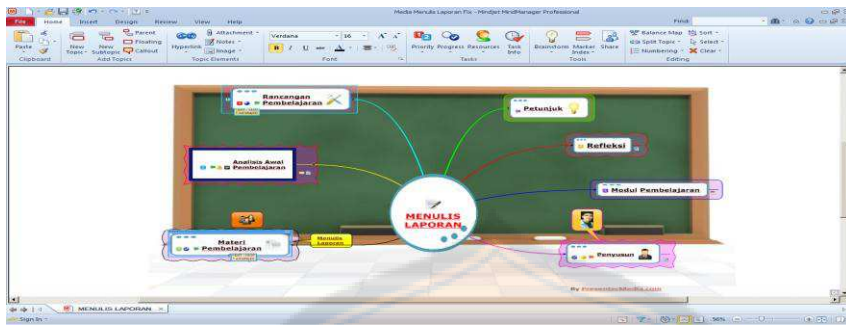 Media Menulis Laporan Fix - Mindjet MindManager Professional
File Home Insert Design Review View Help Find
Paste
New Topic
New Subtopic
Parent
Floating
Callout
Hyperlink
Attachment
Notes
Image
Verdana 16
B I U
Priority Progress Resources Task Info
Brainstorm Marker Index Share
Balance Map Sort
Split Topic Select
Numbering Clear
Clipboard Add Topics Topic Elements Font Tasks Tools Editing
Rancangan
Pembelajaran
Petunjuk
Refleksi
Analisis Awal
Pembelajaran
Modul Pembelajaran
MENULIS
LAPORAN
Menulis
Laporan
Materi
Pembelajaran
Penyusun
By PresenterMedia.com
MENULIS LAPORAN
Sign In
56%